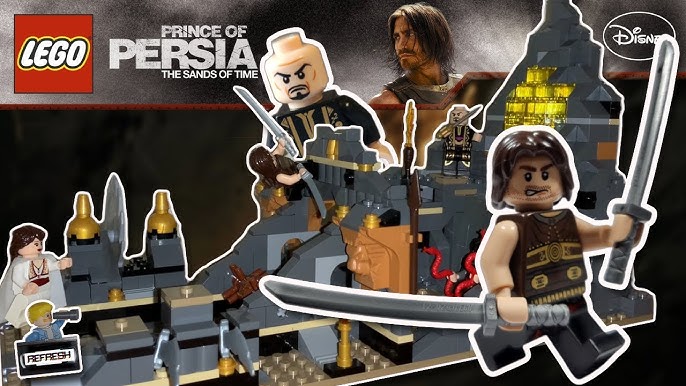 LEGO
PRINCE OF
PERSIA
THE SANDS OF TIME
Disney
REFRESH